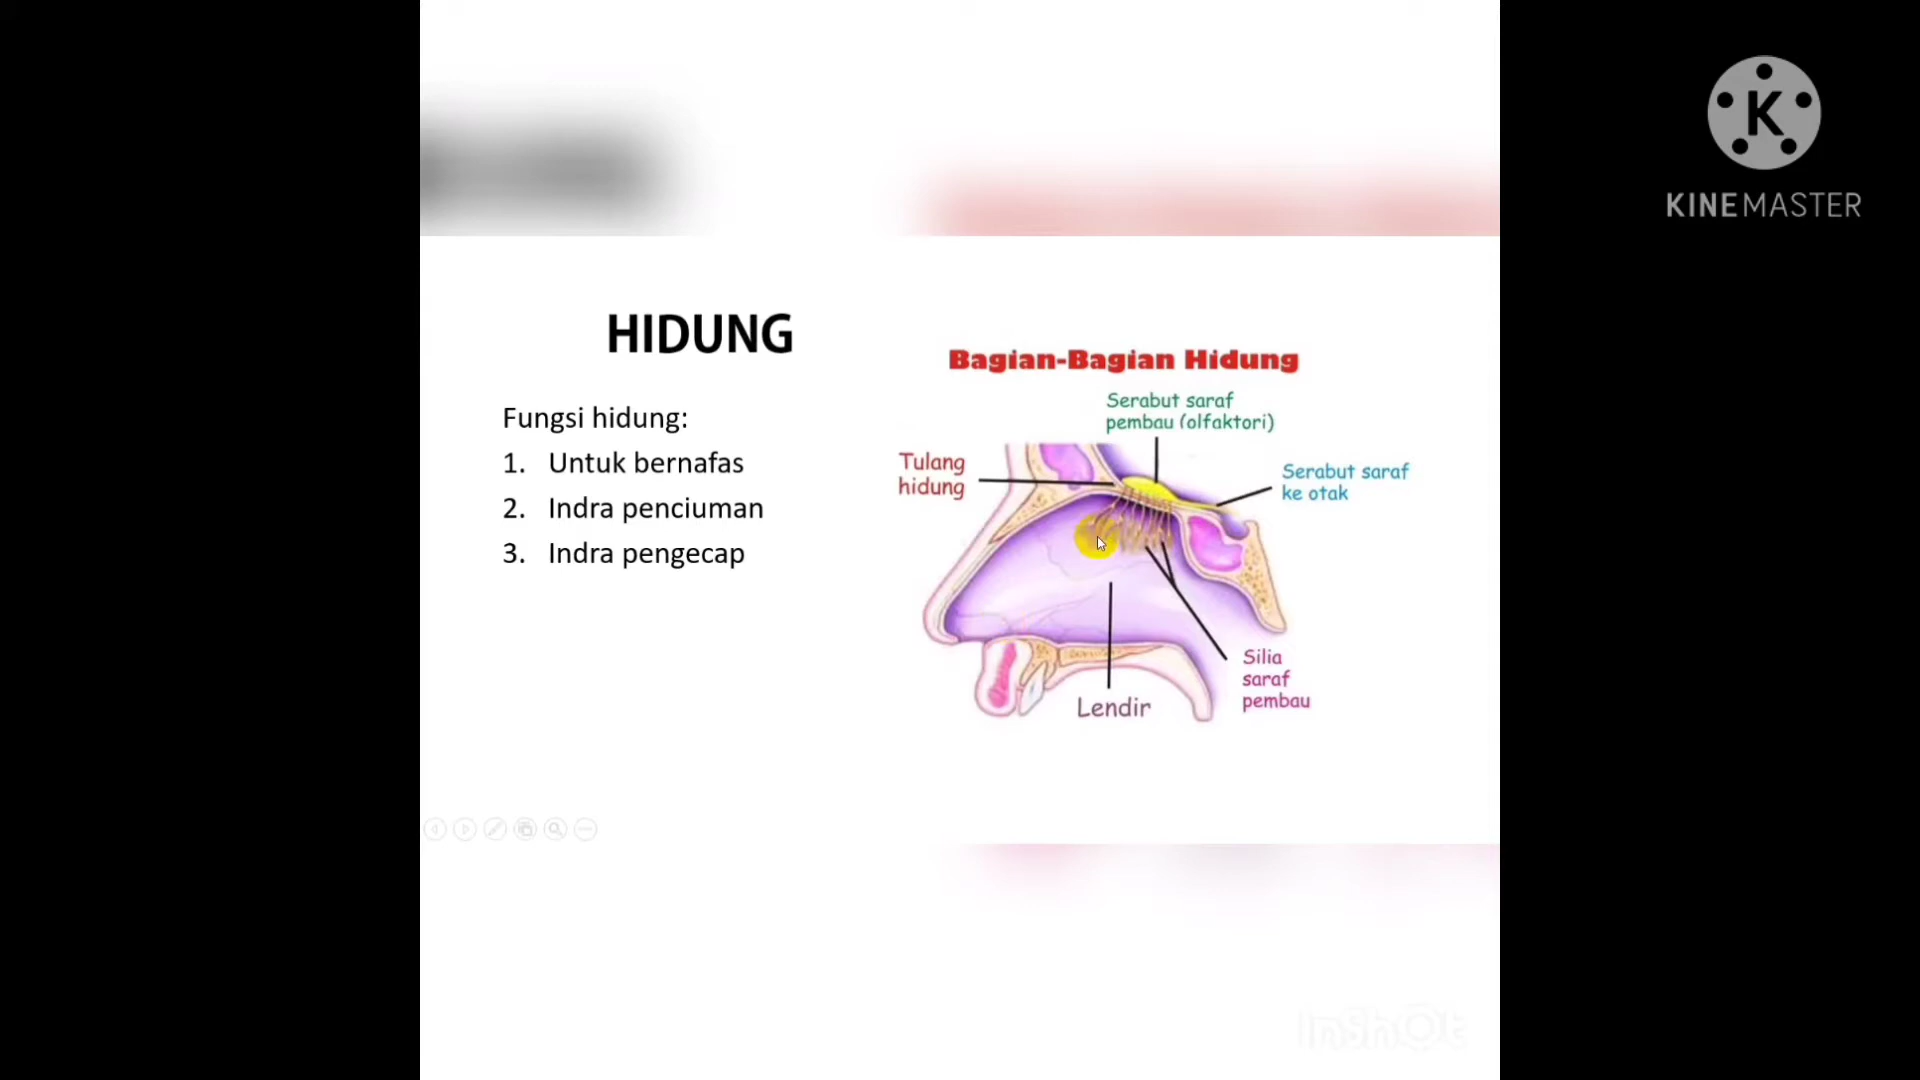 K
KINEMASTER
HIDUNG
Fungsi hidung:
1. Untuk bernafas
2. Indra penciuman
3. Indra pengecap
Bagian-Bagian Hidung
Serabut saraf
pembau (olfaktori)
Tulang
hidung
Serabut saraf
ke otak
Silia
saraf
pembau
Lendir
InShOt